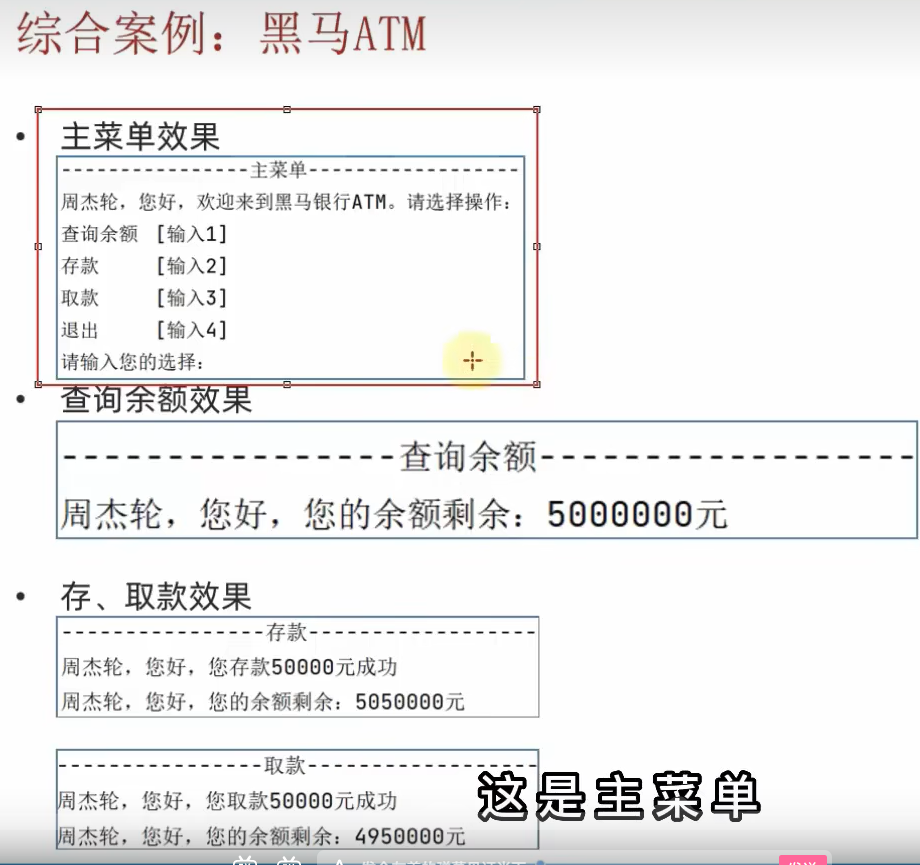 综合案例：黑马ATM
• 主菜单效果
-----------------主菜单-------------------
周杰轮，您好，欢迎来到黑马银行ATM。请选择操作：
查询余额 [输入1]
存款 [输入2]
取款 [输入3]
退出 [输入4]
请输入您的选择：
• 查询余额效果
----------------查询余额------------------
周杰轮，您好，您的余额剩余：5000000元
• 存、取款效果
----------------存款------------------
周杰轮，您好，您存款50000元成功
周杰轮，您好，您的余额剩余：5050000元
----------------取款------------------
周杰轮，您好，您取款50000元成功
周杰轮，您好，您的余额剩余：4950000元
这是主菜单